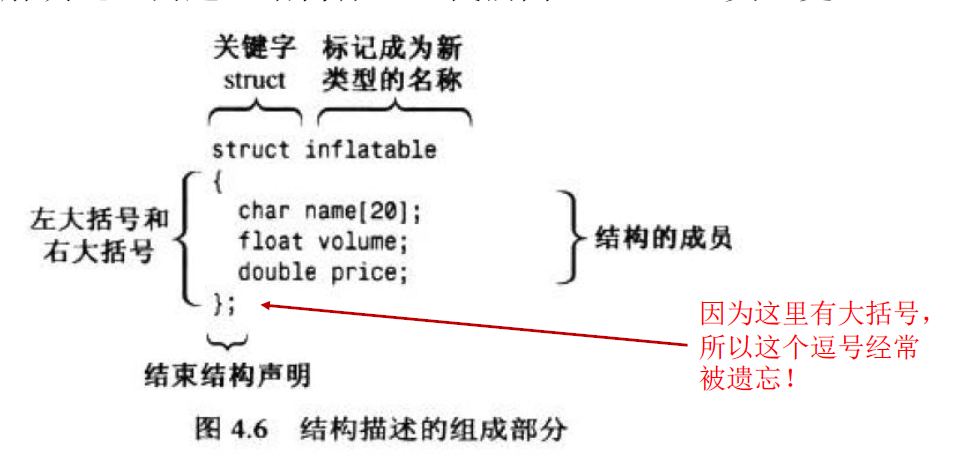 关键字 标记成为新
struct 类型的名称
struct inflatable
{
char name[20];
float volume;
double price;
};
左大括号和
右大括号
结构的成员
因为这里有大括号，
所以这个逗号经常
被遗忘！
结束结构声明
图 4.6 结构描述的组成部分